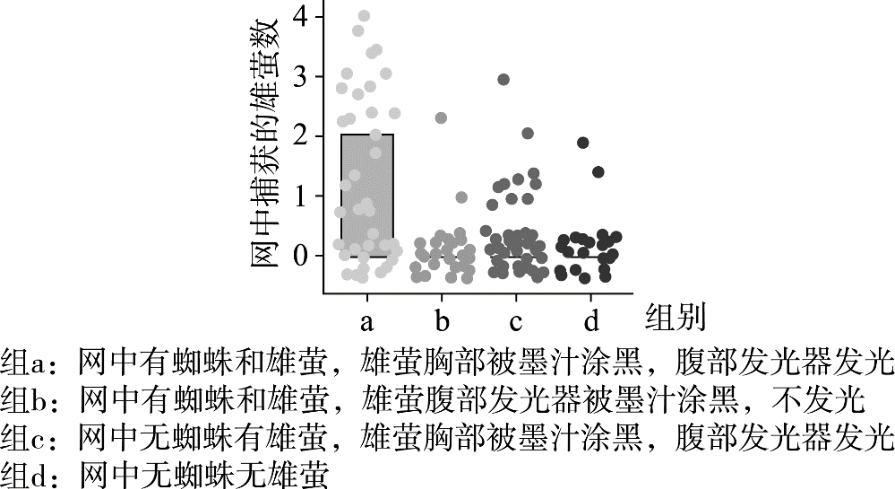 网中捕获的雄萤数
4
3
2
1
0
a b c d 组别
组a：网中有蜘蛛和雄萤，雄萤胸部被墨汁涂黑，腹部发光器发光
组b：网中有蜘蛛和雄萤，雄萤腹部发光器被墨汁涂黑，不发光
组c：网中无蜘蛛有雄萤，雄萤胸部被墨汁涂黑，腹部发光器发光
组d：网中无蜘蛛无雄萤